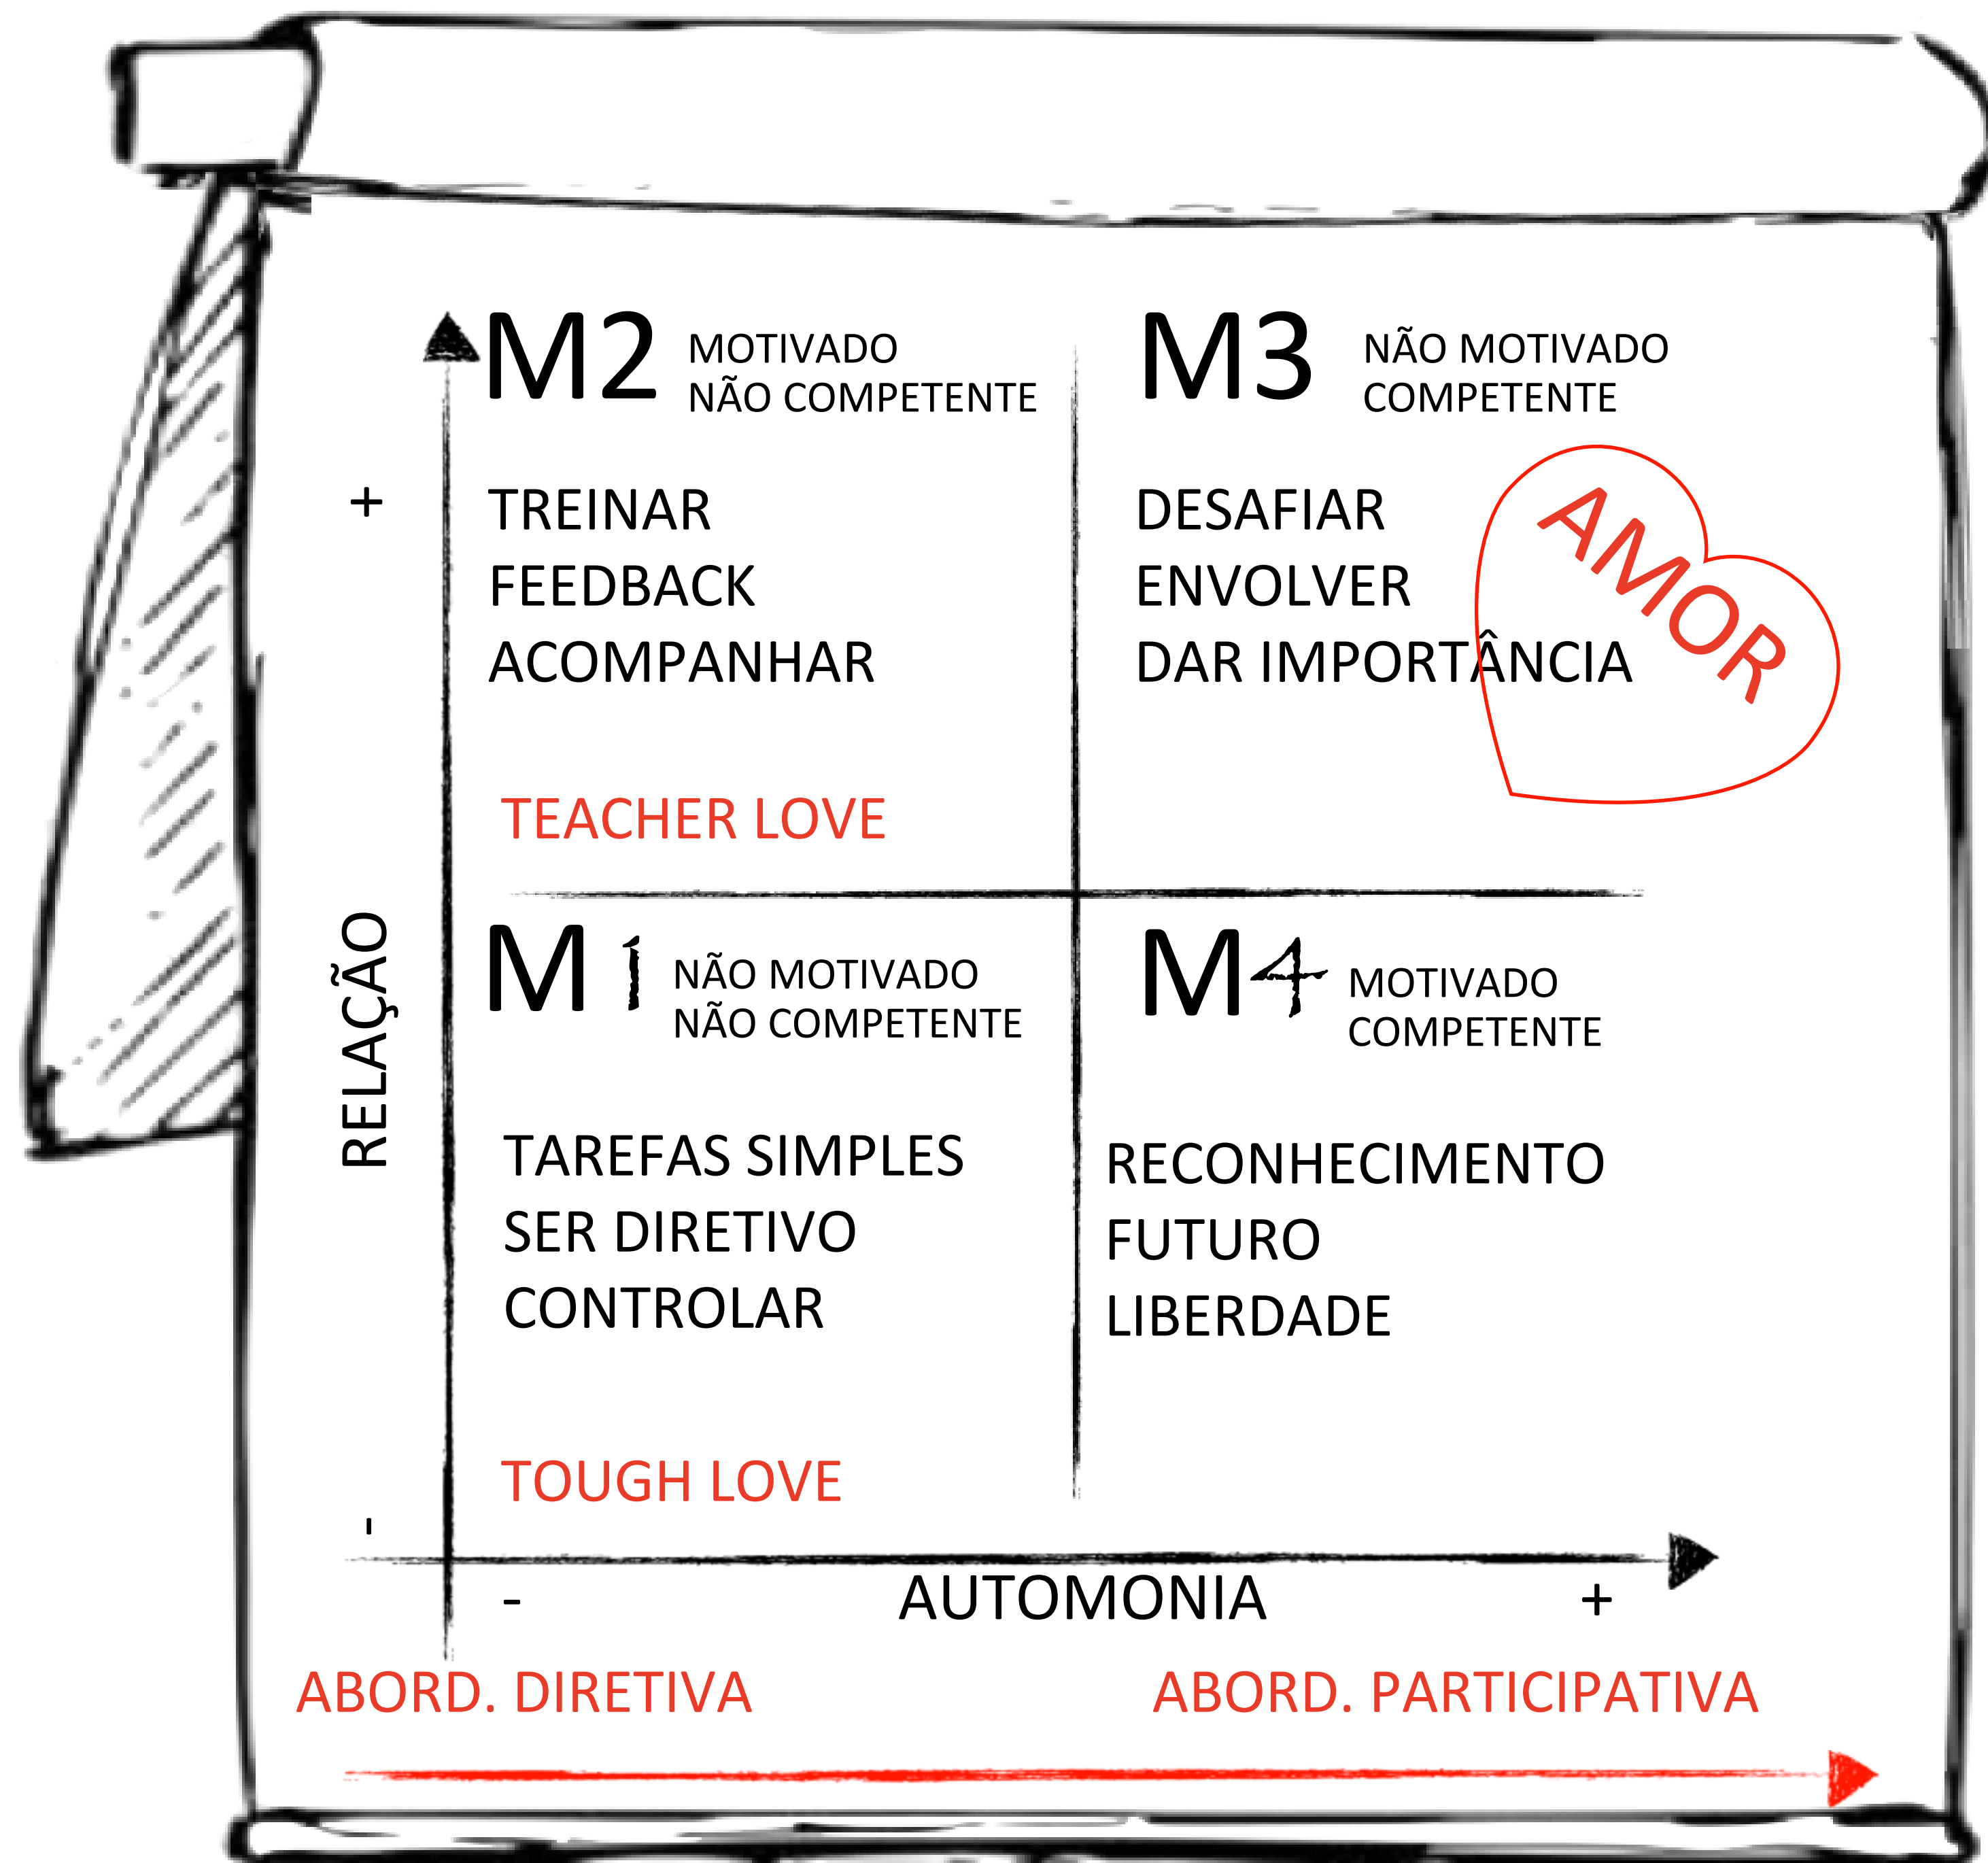 M2 MOTIVADO
NÃO COMPETENTE
+
TREINAR
FEEDBACK
ACOMPANHAR
TEACHER LOVE
M3 NÃO MOTIVADO
COMPETENTE
DESAFIAR
ENVOLVER
DAR IMPORTÂNCIA
AMOR
RELAÇÃO
M1 NÃO MOTIVADO
NÃO COMPETENTE
TAREFAS SIMPLES
SER DIRETIVO
CONTROLAR
TOUGH LOVE
-
M4 MOTIVADO
COMPETENTE
RECONHECIMENTO
FUTURO
LIBERDADE
- AUTOMONIA +
ABORD. DIRETIVA ABORD. PARTICIPATIVA